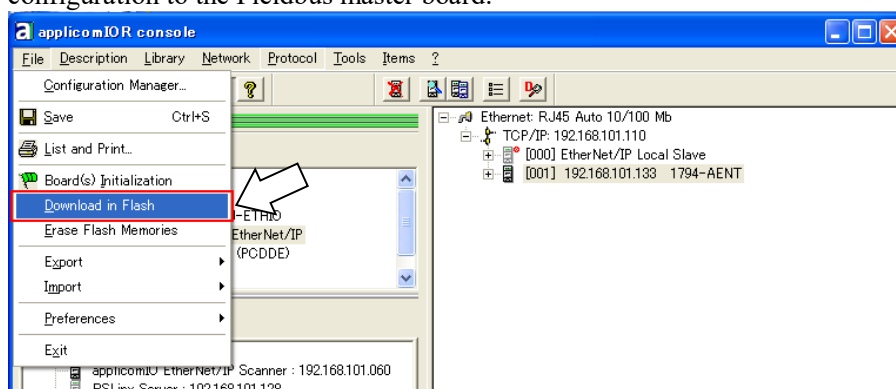 configuration to the Fieldbus master board.
applicomIOR console
File Description Library Network Protocol Tools Items ?
Configuration Manager...
Save Ctrl+S
List and Print...
Board(s) Initialization
Download in Flash
Erase Flash Memories
Export
Import
Preferences
Exit
-ETHIO
EtherNet/IP
(PCDDE)
applicomIO EtherNet/IP Scanner : 192.168.101.060
RSLinx Server : 192.168.101.128
Ethernet: RJ45 Auto 10/100 Mb
TCP/IP: 192.168.101.110
[000] EtherNet/IP Local Slave
[001] 192.168.101.133 1794-AENT